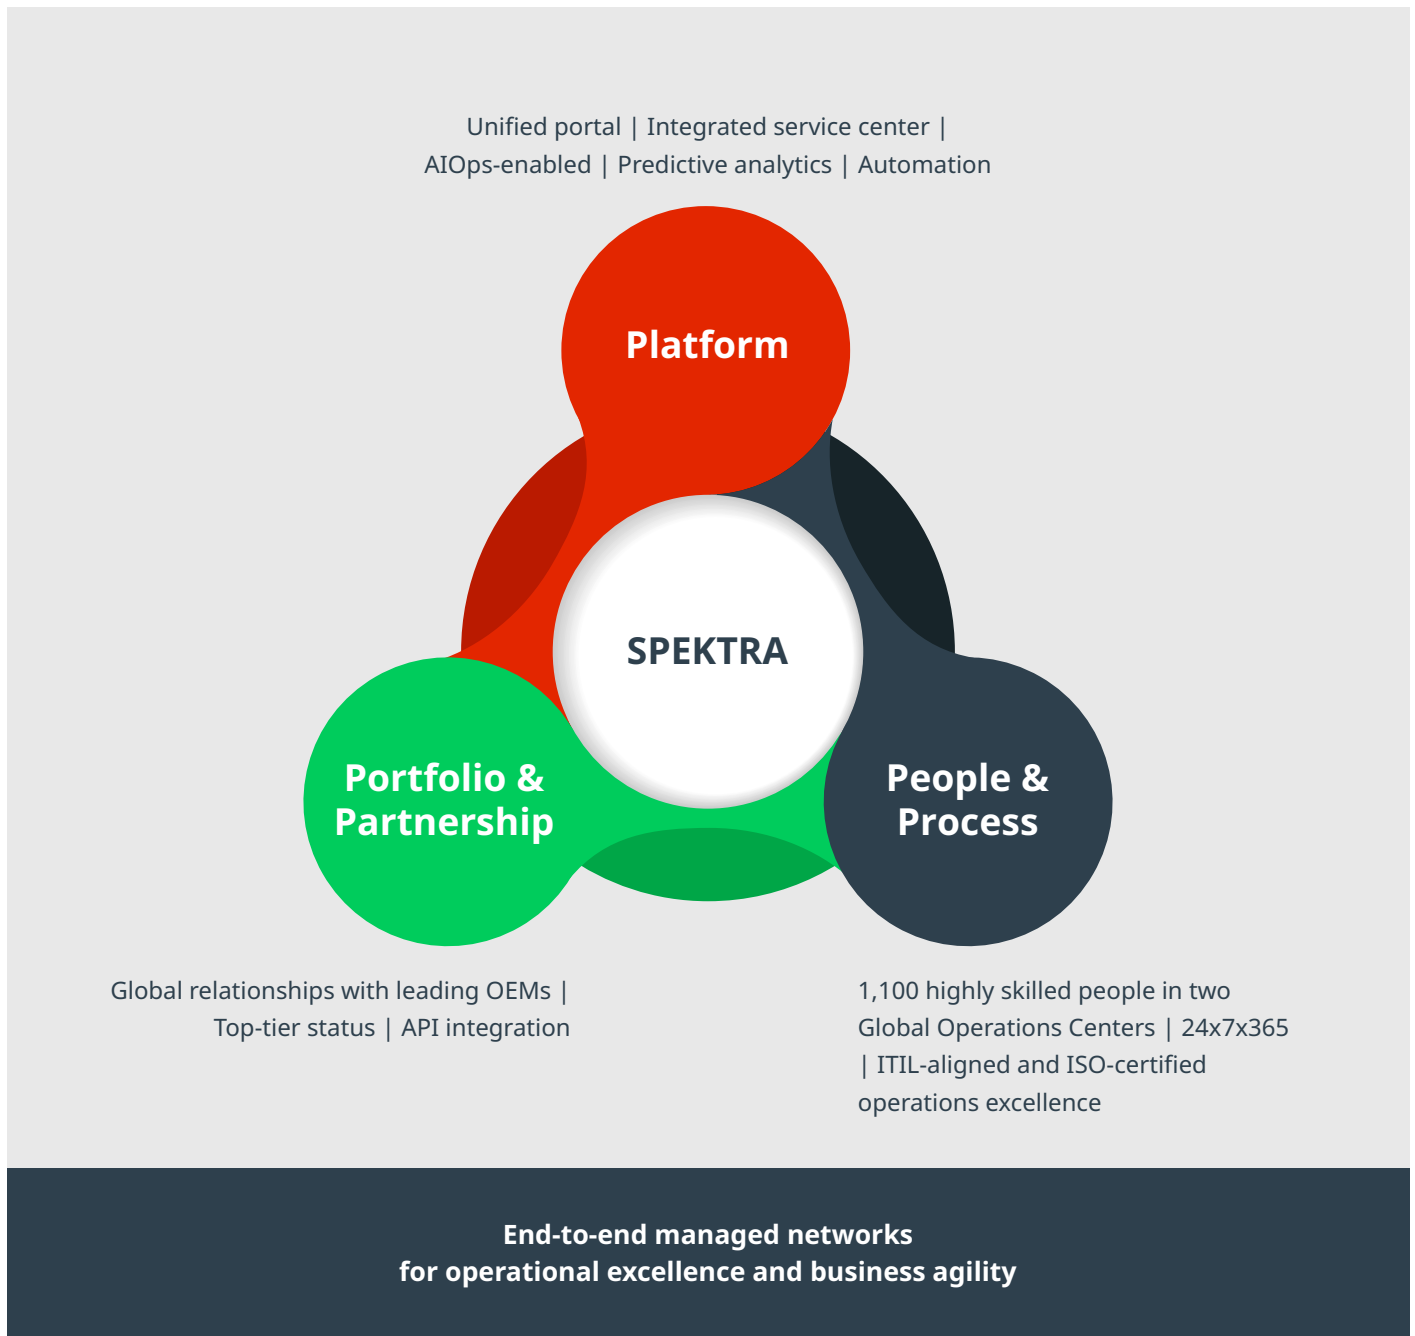 Unified portal | Integrated service center |
AIOps-enabled | Predictive analytics | Automation
Platform
SPEKTRA
Portfolio &
Partnership
People &
Process
Global relationships with leading OEMs |
Top-tier status | API integration
1,100 highly skilled people in two
Global Operations Centers | 24x7x365
| ITIL-aligned and ISO-certified
operations excellence
End-to-end managed networks
for operational excellence and business agility